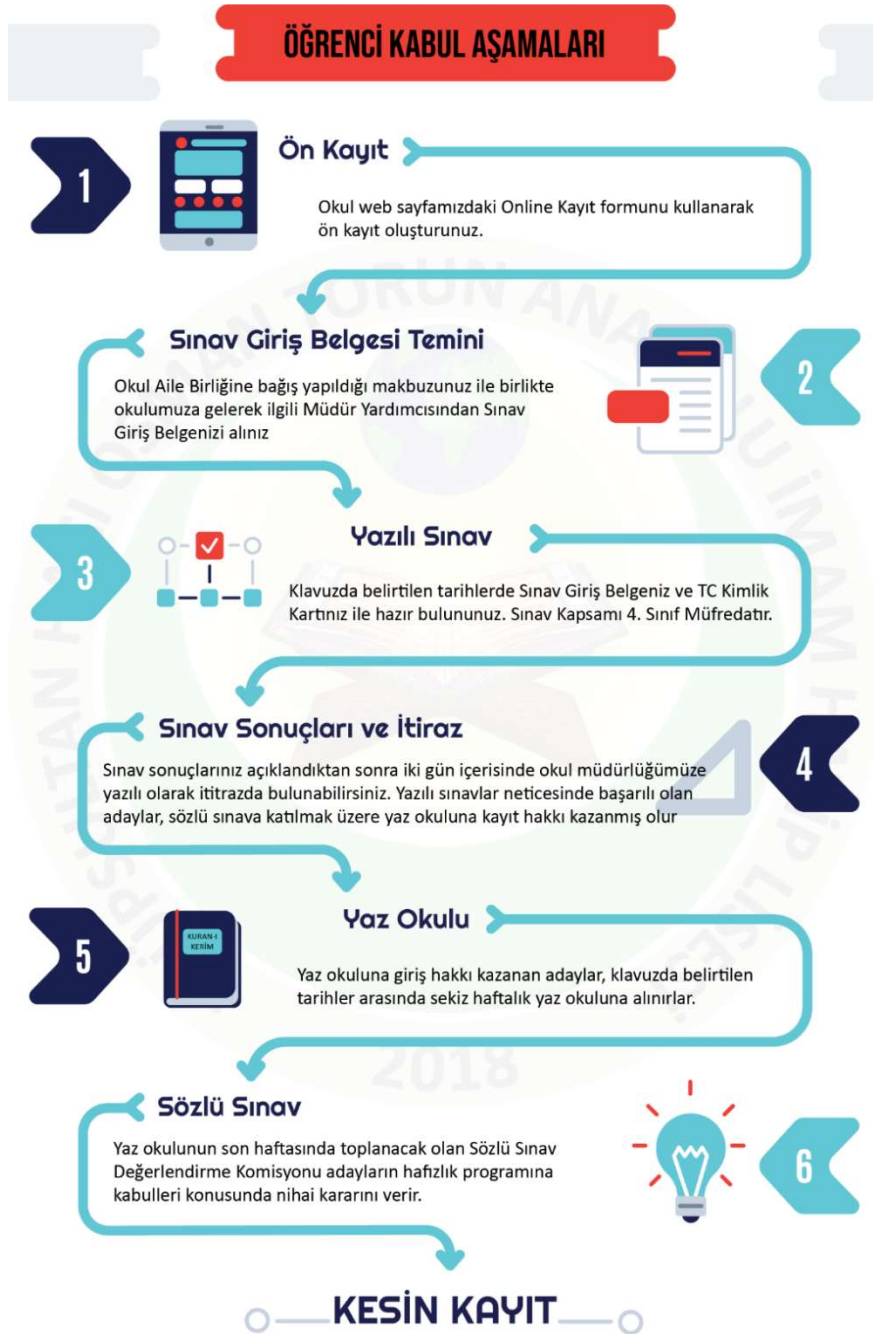 ÖĞRENCİ KABUL AŞAMALARI
1
Ön Kayıt
Okul web sayfamızdaki Online Kayıt formunu kullanarak
ön kayıt oluşturunuz.
Sınav Giriş Belgesi Temini
2
Okul Aile Birliğine bağış yapıldığı makbuzunuz ile birlikte
okulumuza gelerek ilgili Müdür Yardımcısından Sınav
Giriş Belgenizi alınız
3
Yazılı Sınav
Klavuzda belirtilen tarihlerde Sınav Giriş Belgeniz ve TC Kimlik
Kartınız ile hazır bulununuz. Sınav Kapsamı 4. Sınıf Müfredatır.
Sınav Sonuçları ve İtiraz
4
Sınav sonuçlarınız açıklandıktan sonra iki gün içerisinde okul müdürlüğümüze
yazılı olarak ititrazda bulunabilirsiniz. Yazılı sınavlar neticesinde başarılı olan
adaylar, sözlü sınava katılmak üzere yaz okuluna kayıt hakkı kazanmış olur
5
KURAN-I
KERİM
Yaz Okulu
Yaz okuluna giriş hakkı kazanan adaylar, klavuzda belirtilen
tarihler arasında sekiz haftalık yaz okuluna alınırlar.
2018
Sözlü Sınav
6
Yaz okulunun son haftasında toplanacak olan Sözlü Sınav
Değerlendirme Komisyonu adayların hafızlık programına
kabulleri konusunda nihai kararını verir.
KESİN KAYIT